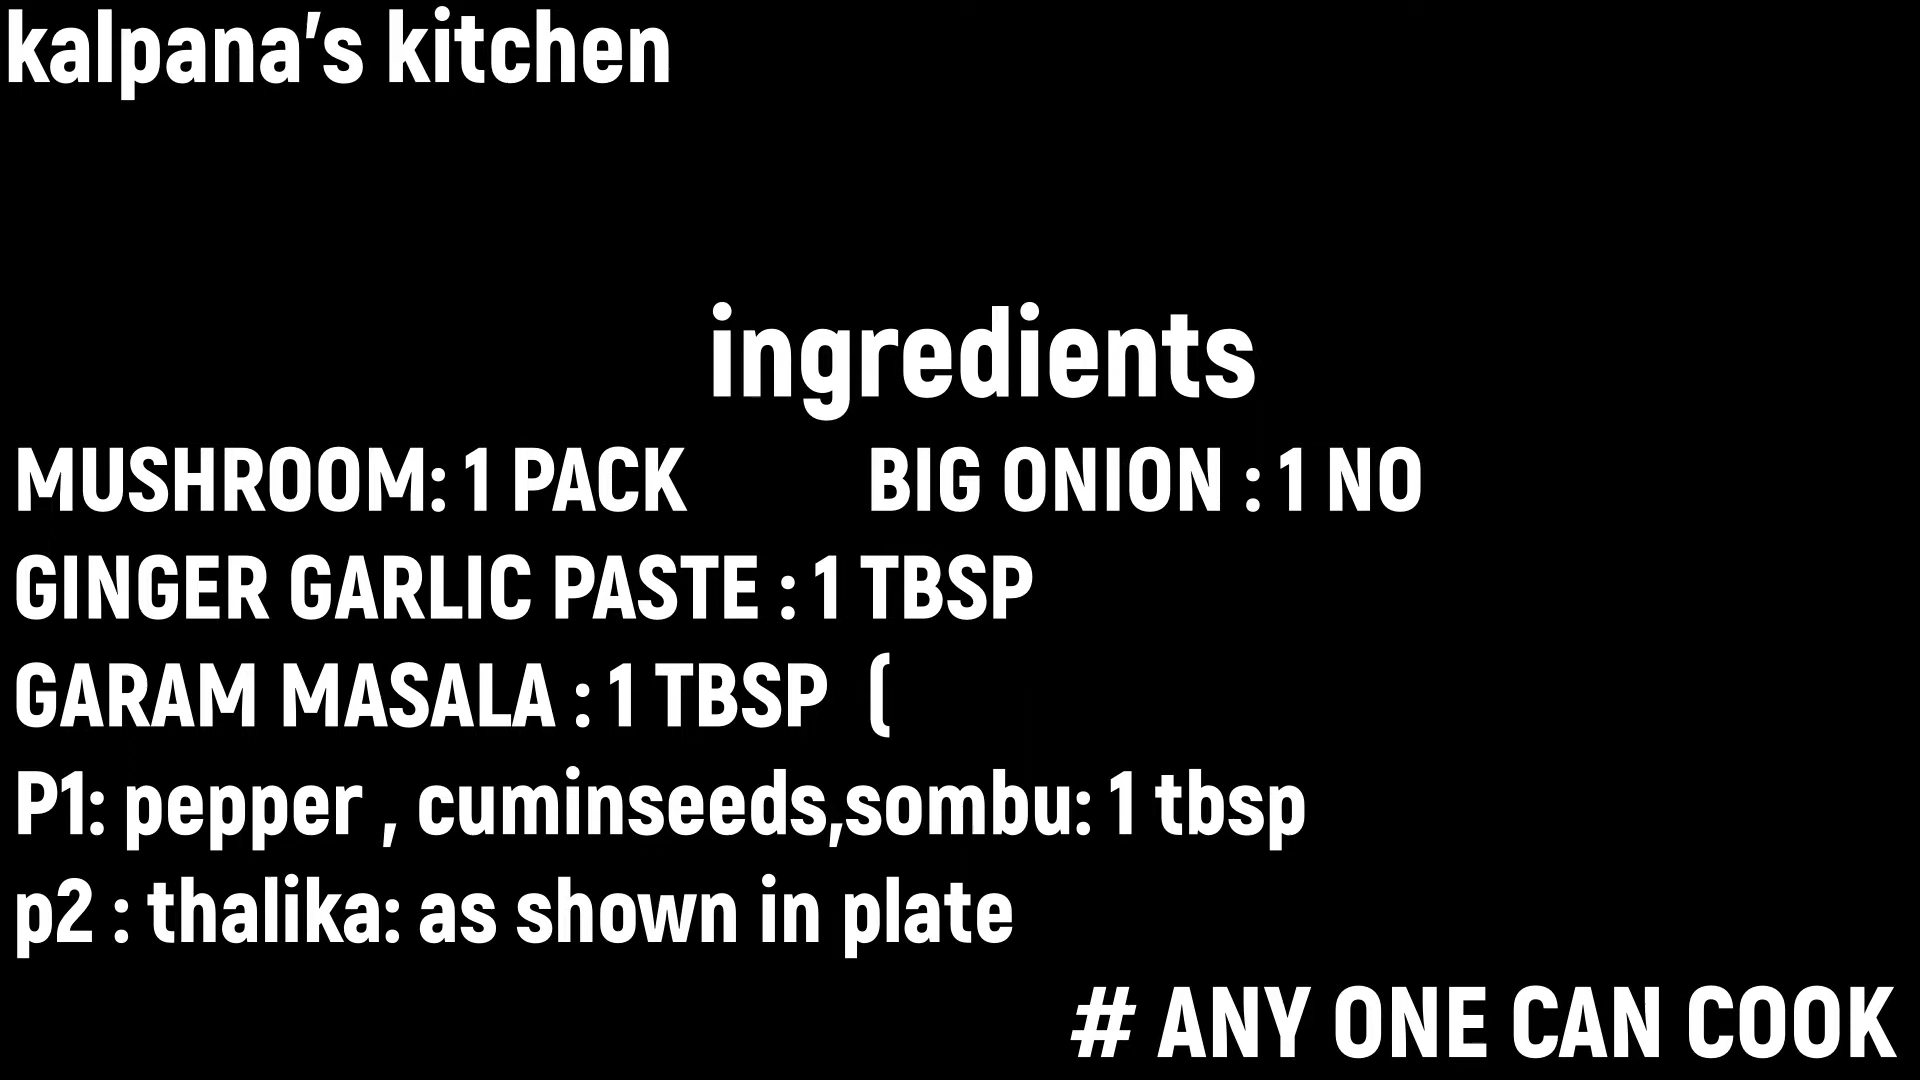 kalpana's kitchen
ingredients
MUSHROOM: 1 PACK BIG ONION : 1 NO
GINGER GARLIC PASTE : 1 TBSP
GARAM MASALA : 1 TBSP (
P1: pepper , cuminseeds,sombu: 1 tbsp
p2 : thalika: as shown in plate
# ANY ONE CAN COOK